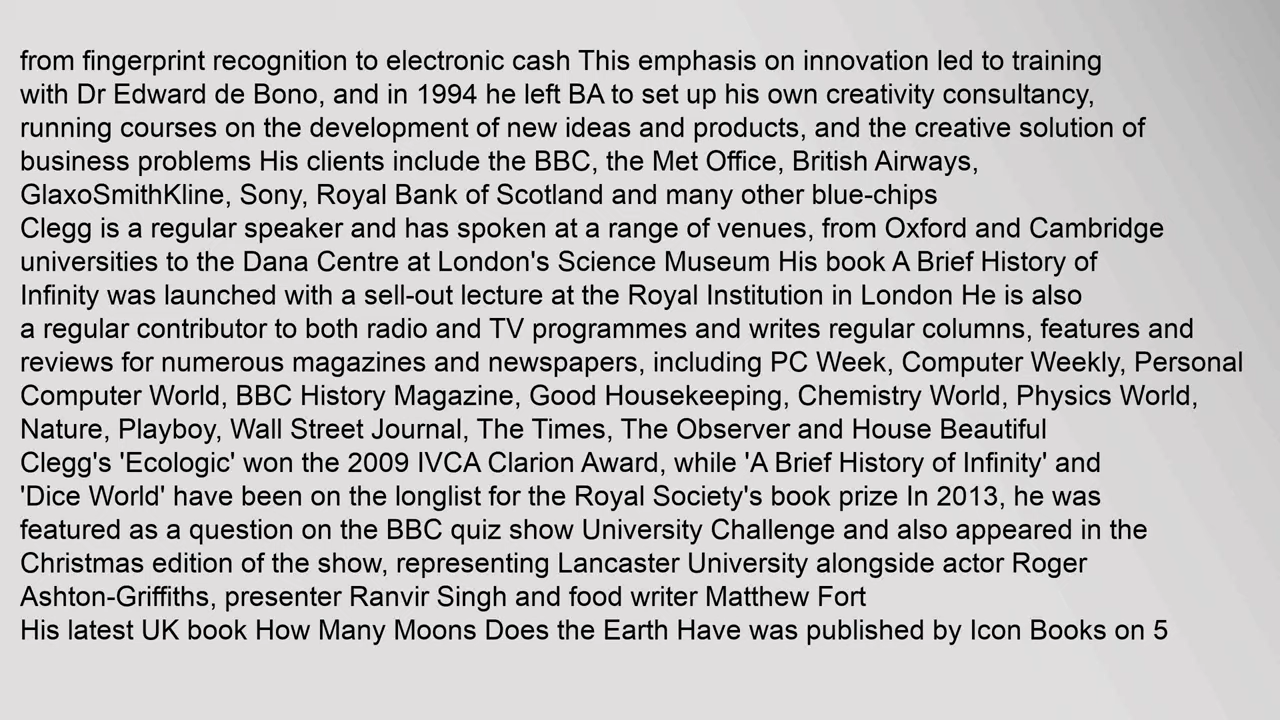 from fingerprint recognition to electronic cash This emphasis on innovation led to training
with Dr Edward de Bono, and in 1994 he left BA to set up his own creativity consultancy,
running courses on the development of new ideas and products, and the creative solution of
business problems His clients include the BBC, the Met Office, British Airways,
GlaxoSmithKline, Sony, Royal Bank of Scotland and many other blue-chips
Clegg is a regular speaker and has spoken at a range of venues, from Oxford and Cambridge
universities to the Dana Centre at London's Science Museum His book A Brief History of
Infinity was launched with a sell-out lecture at the Royal Institution in London He is also
a regular contributor to both radio and TV programmes and writes regular columns, features and
reviews for numerous magazines and newspapers, including PC Week, Computer Weekly, Personal
Computer World, BBC History Magazine, Good Housekeeping, Chemistry World, Physics World,
Nature, Playboy, Wall Street Journal, The Times, The Observer and House Beautiful
Clegg's 'Ecologic' won the 2009 IVCA Clarion Award, while 'A Brief History of Infinity' and
'Dice World' have been on the longlist for the Royal Society's book prize In 2013, he was
featured as a question on the BBC quiz show University Challenge and also appeared in the
Christmas edition of the show, representing Lancaster University alongside actor Roger
Ashton-Griffiths, presenter Ranvir Singh and food writer Matthew Fort
His latest UK book How Many Moons Does the Earth Have was published by Icon Books on 5